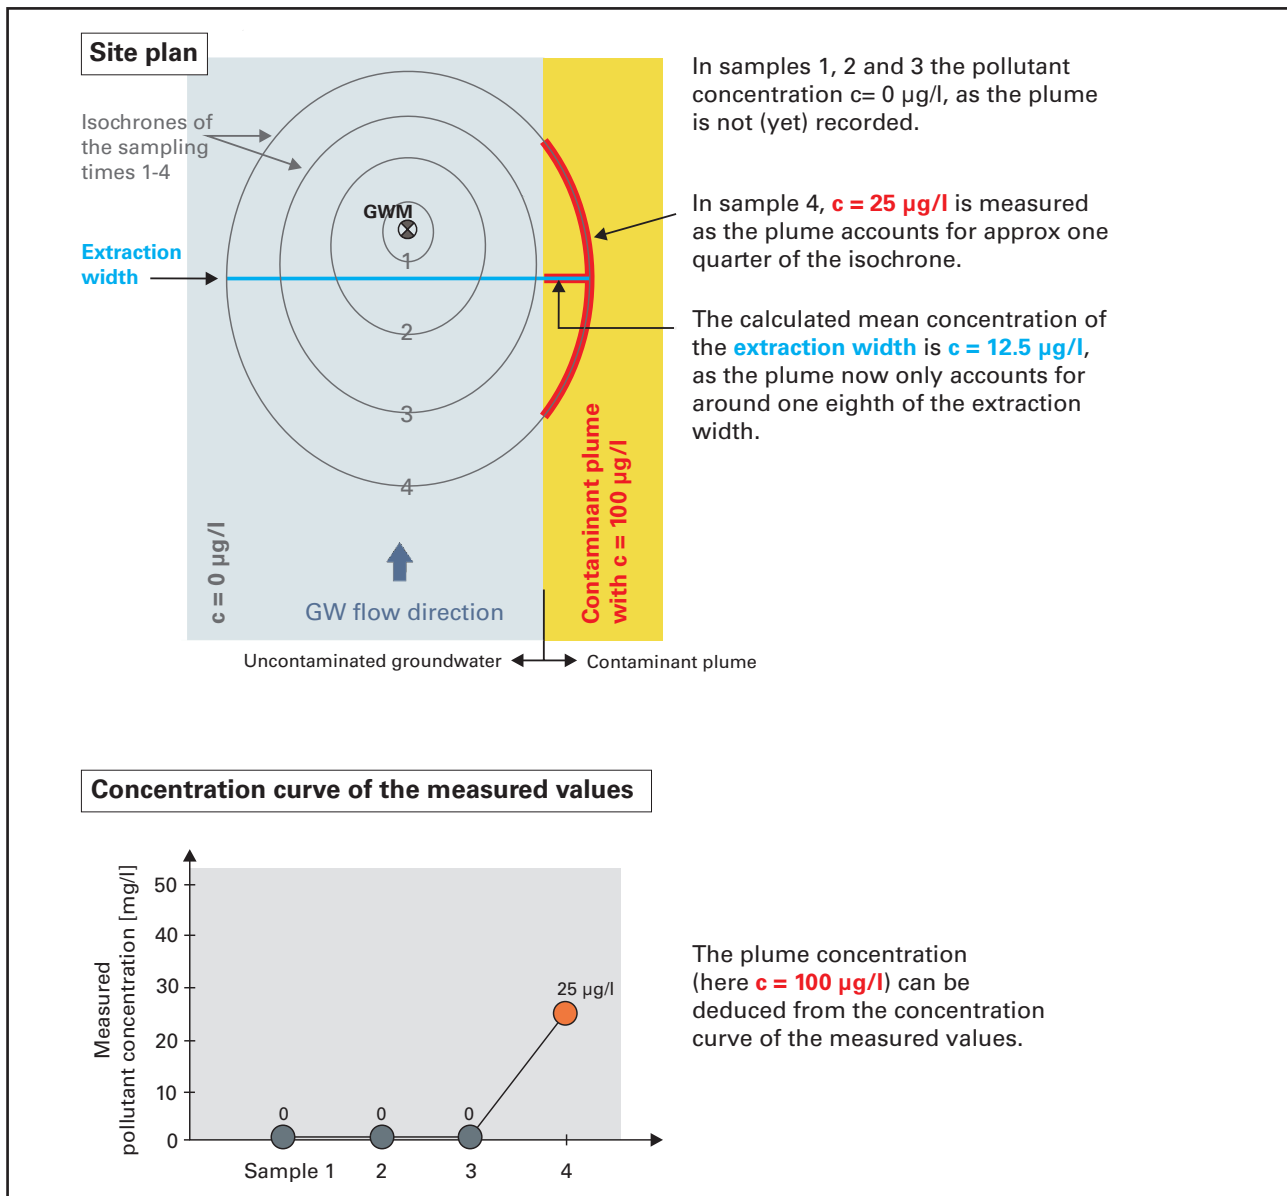 Site plan
In samples 1, 2 and 3 the pollutant
concentration c= 0 µg/l, as the plume
is not (yet) recorded.
Isochrones of
the sampling
times 1-4
GWM
In sample 4, c = 25 µg/l is measured
as the plume accounts for approx one
quarter of the isochrone.
Extraction
width
1
2
3
4
The calculated mean concentration of
the extraction width is c = 12.5 µg/l,
as the plume now only accounts for
around one eighth of the extraction
width.
c = 0 µg/l
GW flow direction
Contaminant plume
with c = 100 µg/l
Uncontaminated groundwater
Contaminant plume
Concentration curve of the measured values
Measured
pollutant concentration [mg/l]
50
40
30
20
10
0
0
0
0
25 µg/l
Sample 1
2
3
4
The plume concentration
(here c = 100 µg/l) can be
deduced from the concentration
curve of the measured values.